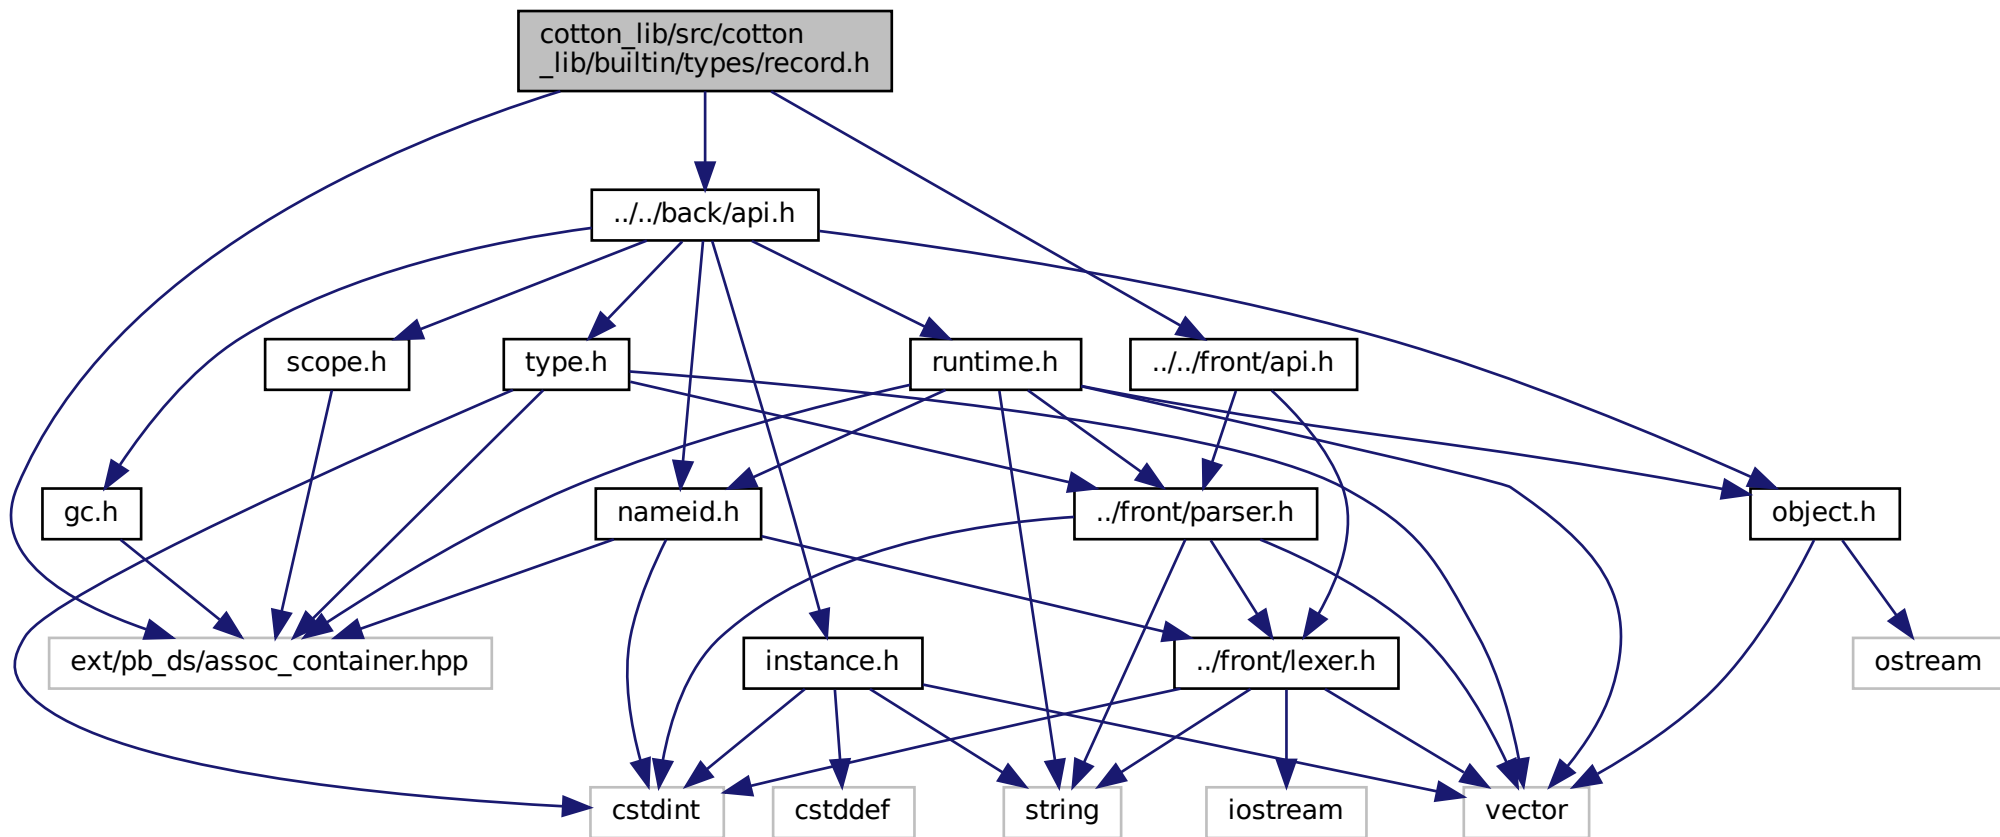 cotton_lib/src/cotton
_lib/builtin/types/record.h
../../back/api.h
scope.h
type.h
runtime.h
../../front/api.h
gc.h
nameid.h
../front/parser.h
object.h
ext/pb_ds/assoc_container.hpp
instance.h
../front/lexer.h
ostream
cstdint
cstddef
string
iostream
vector